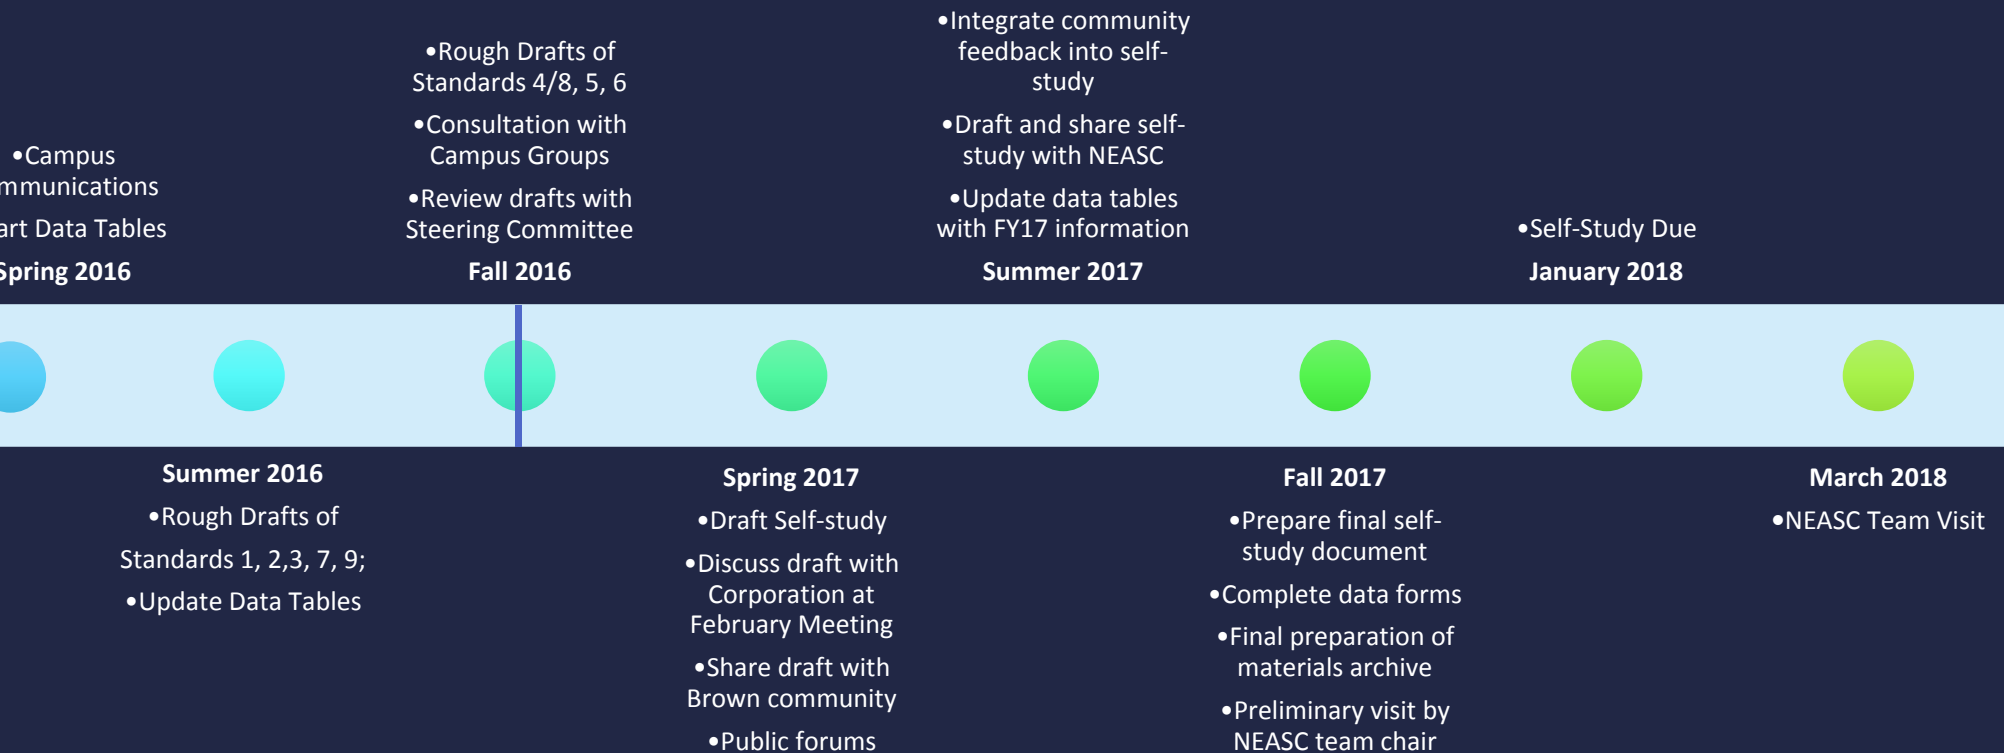 •Campus
mmunications
art Data Tables
Spring 2016
•Rough Drafts of
Standards 4/8, 5, 6
•Consultation with
Campus Groups
•Review drafts with
Steering Committee
Fall 2016
•Integrate community
feedback into self-
study
•Draft and share self-
study with NEASC
•Update data tables
with FY17 information
Summer 2017
•Self-Study Due
January 2018
Summer 2016
•Rough Drafts of
Standards 1, 2,3, 7, 9;
•Update Data Tables
Spring 2017
•Draft Self-study
•Discuss draft with
Corporation at
February Meeting
•Share draft with
Brown community
•Public forums
Fall 2017
•Prepare final self-
study document
•Complete data forms
•Final preparation of
materials archive
•Preliminary visit by
NEASC team chair
March 2018
•NEASC Team Visit